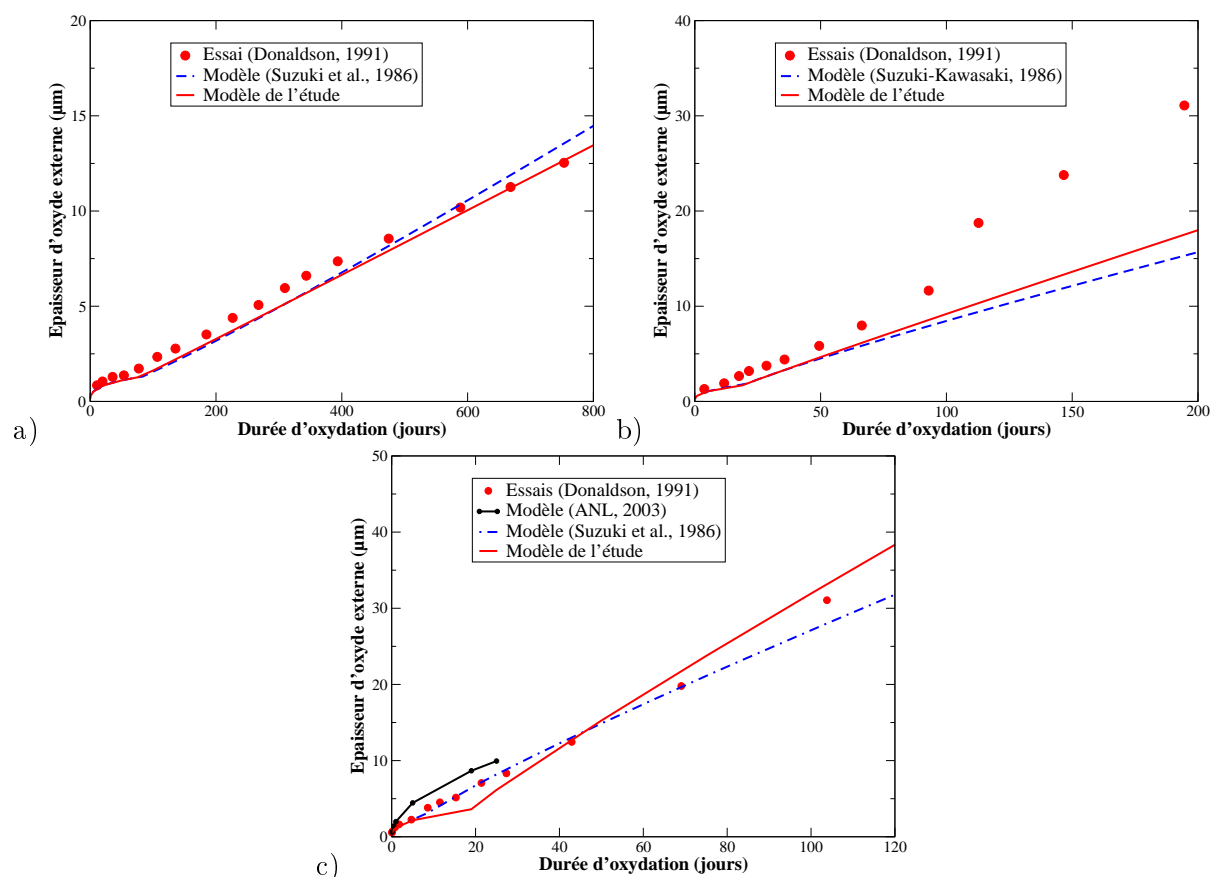 20
15
10
5
0
Epaisseur d'oxyde externe (µm)
Essai (Donaldson, 1991)
Modèle (Suzuki et al., 1986)
Modèle de l'étude
0 200 400 600 800
Durée d'oxydation (jours)
a)
40
30
20
10
0
Epaisseur d'oxyde externe (µm)
Essais (Donaldson, 1991)
Modèle (Suzuki-Kawasaki, 1986)
Modèle de l'étude
0 50 100 150 200
Durée d'oxydation (jours)
b)
50
40
30
20
10
0
Epaisseur d'oxyde externe (µm)
Essais (Donaldson, 1991)
Modèle (ANL, 2003)
Modèle (Suzuki et al., 1986)
Modèle de l'étude
0 20 40 60 80 100 120
Durée d'oxydation (jours)
c)